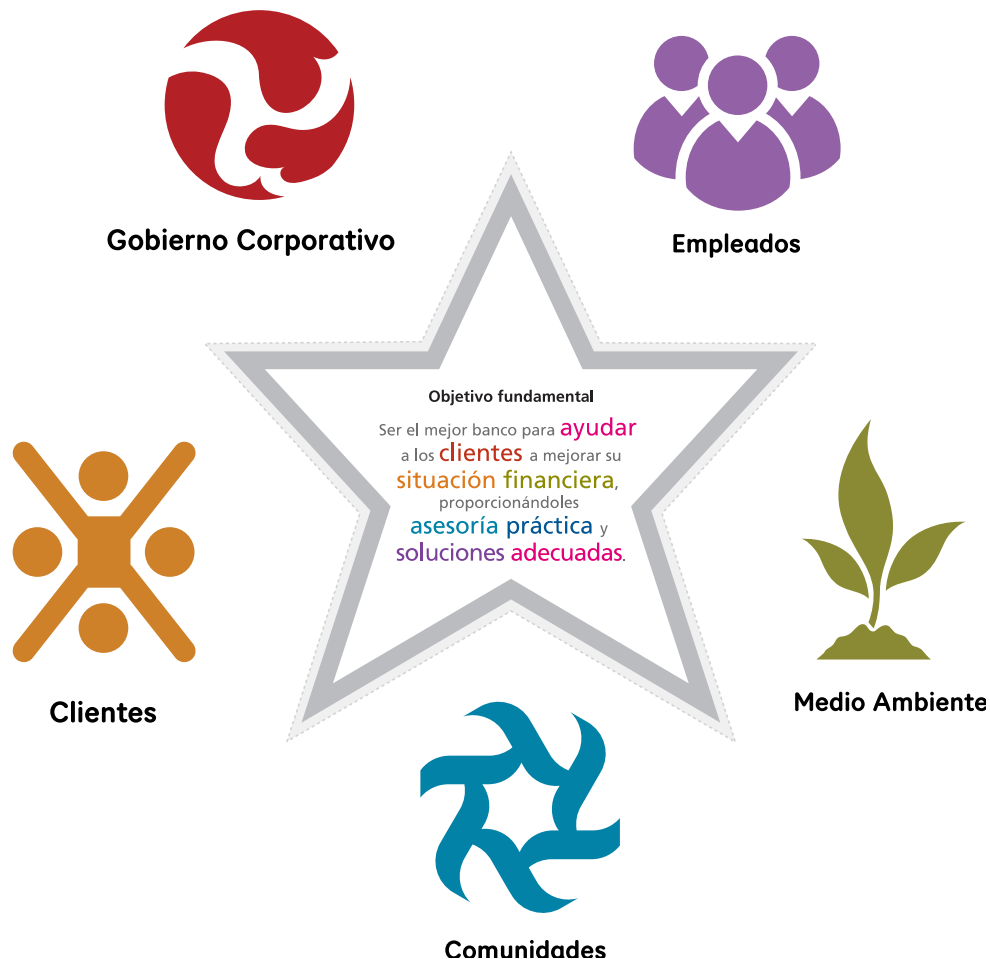 Gobierno Corporativo
Empleados
Objetivo fundamental
Ser el mejor banco para ayudar
a los clientes a mejorar su
situación financiera,
proporcionándoles
asesoría práctica y
soluciones adecuadas.
Clientes
Medio Ambiente
Comunidades